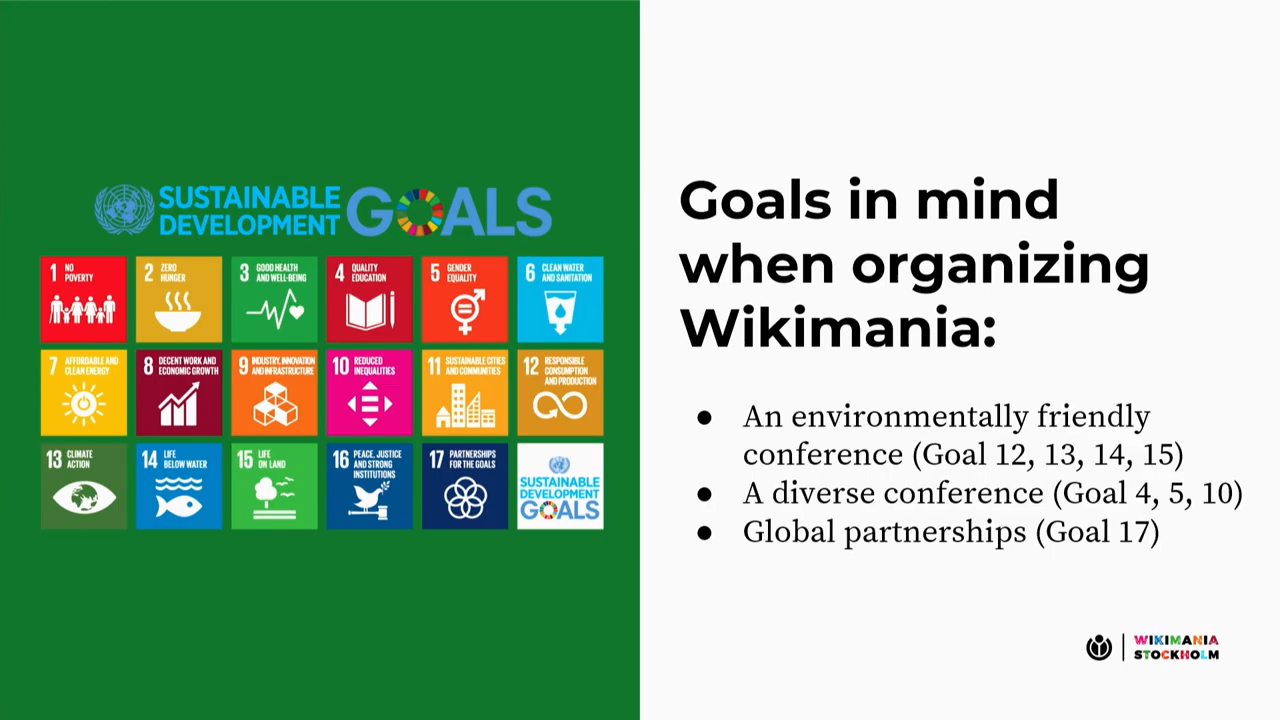 SUSTAINABLE
DEVELOPMENT
GOALS
1 NO
POVERTY
2 ZERO
HUNGER
3 GOOD HEALTH
AND WELL-BEING
4 QUALITY
EDUCATION
5 GENDER
EQUALITY
6 CLEAN WATER
AND SANITATION
7 AFFORDABLE AND
CLEAN ENERGY
8 DECENT WORK AND
ECONOMIC GROWTH
9 INDUSTRY, INNOVATION
AND INFRASTRUCTURE
10 REDUCED
INEQUALITIES
11 SUSTAINABLE CITIES
AND COMMUNITIES
12 RESPONSIBLE
CONSUMPTION
AND PRODUCTION
13 CLIMATE
ACTION
14 LIFE
BELOW WATER
15 LIFE
ON LAND
16 PEACE, JUSTICE
AND STRONG
INSTITUTIONS
17 PARTNERSHIPS
FOR THE GOALS
SUSTAINABLE
DEVELOPMENT
GOALS
Goals in mind
when organizing
Wikimania:
● An environmentally friendly
conference (Goal 12, 13, 14, 15)
● A diverse conference (Goal 4, 5, 10)
● Global partnerships (Goal 17)
WIKIMANIA
STOCKHOLM